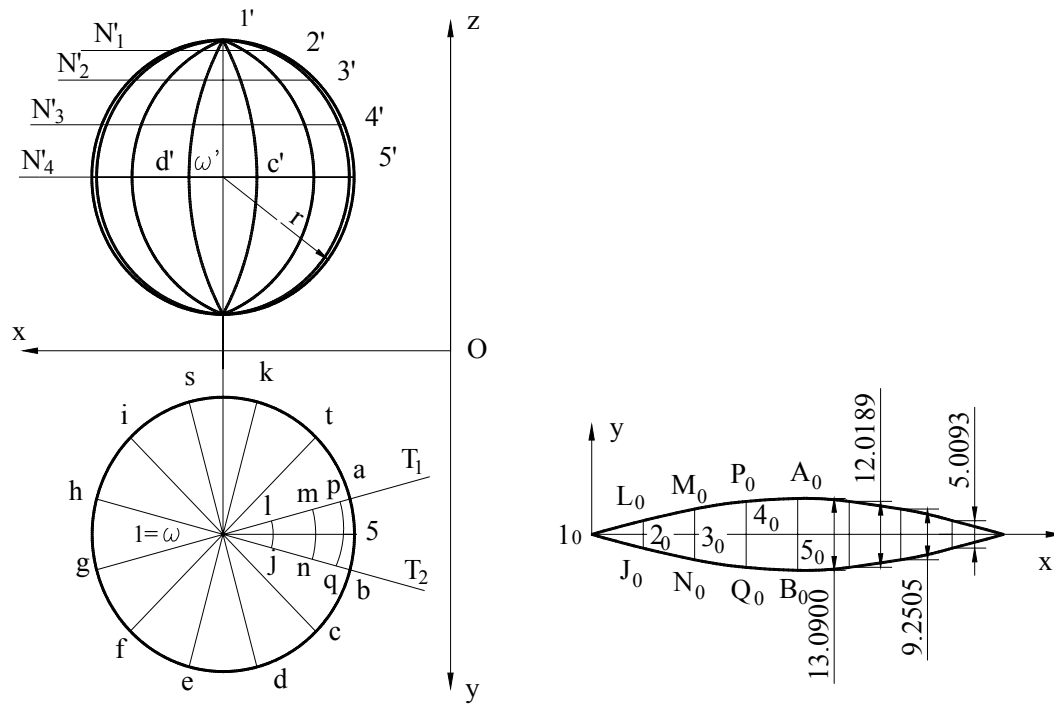 1'
z
N'1
2'
N'2
3'
N'3
4'
N'4
d'
ω'
c'
5'
r
x
O
s
k
i
t
a
T1
h
p
m
l
1=ω
5
j
n
q
T2
g
b
f
c
e
d
y
y
12.0189
5.0093
A0
P0
M0
L0
40
10
20
30
50
x
J0
N0
Q0
B0
13.0900
9.2505